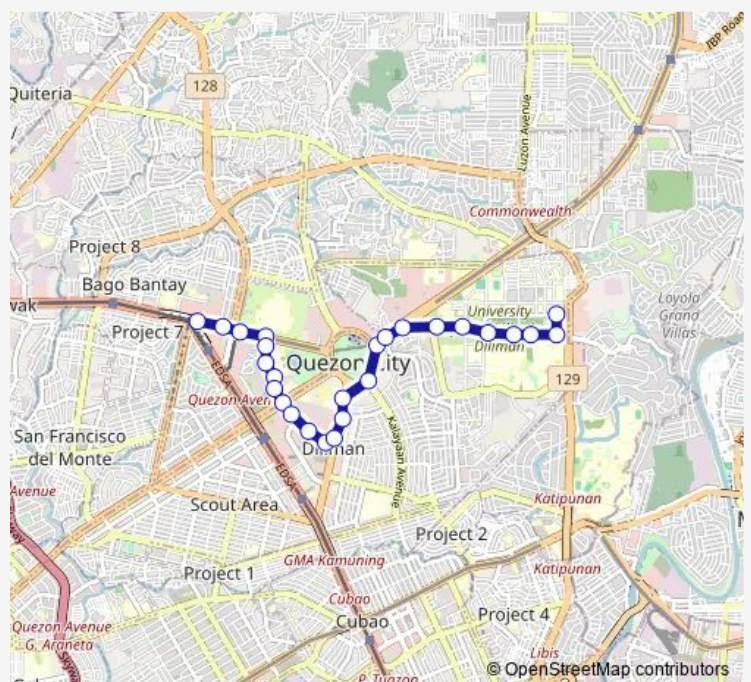 IBP Road
128
Quiteria
Luzon Avenue
Commonwealth
Project 8
Bago Bantay
wak
Project 7
University
Diliman
Loyola
Grand
Villas
Quezon City
EDSA
Quezon Aven
129
San Francisco
del Monte
Diliman
Kalayaan Avenue
Avenue
EDSA
Scout Area
Katipunan
Project 2
GMA Kamuning
Katipunan
Project 1
Cubao
Cubao
Project 4
Quezon Avenue
G. Araneta
Libis
P. Tuazon
© OpenStreetMap contributors